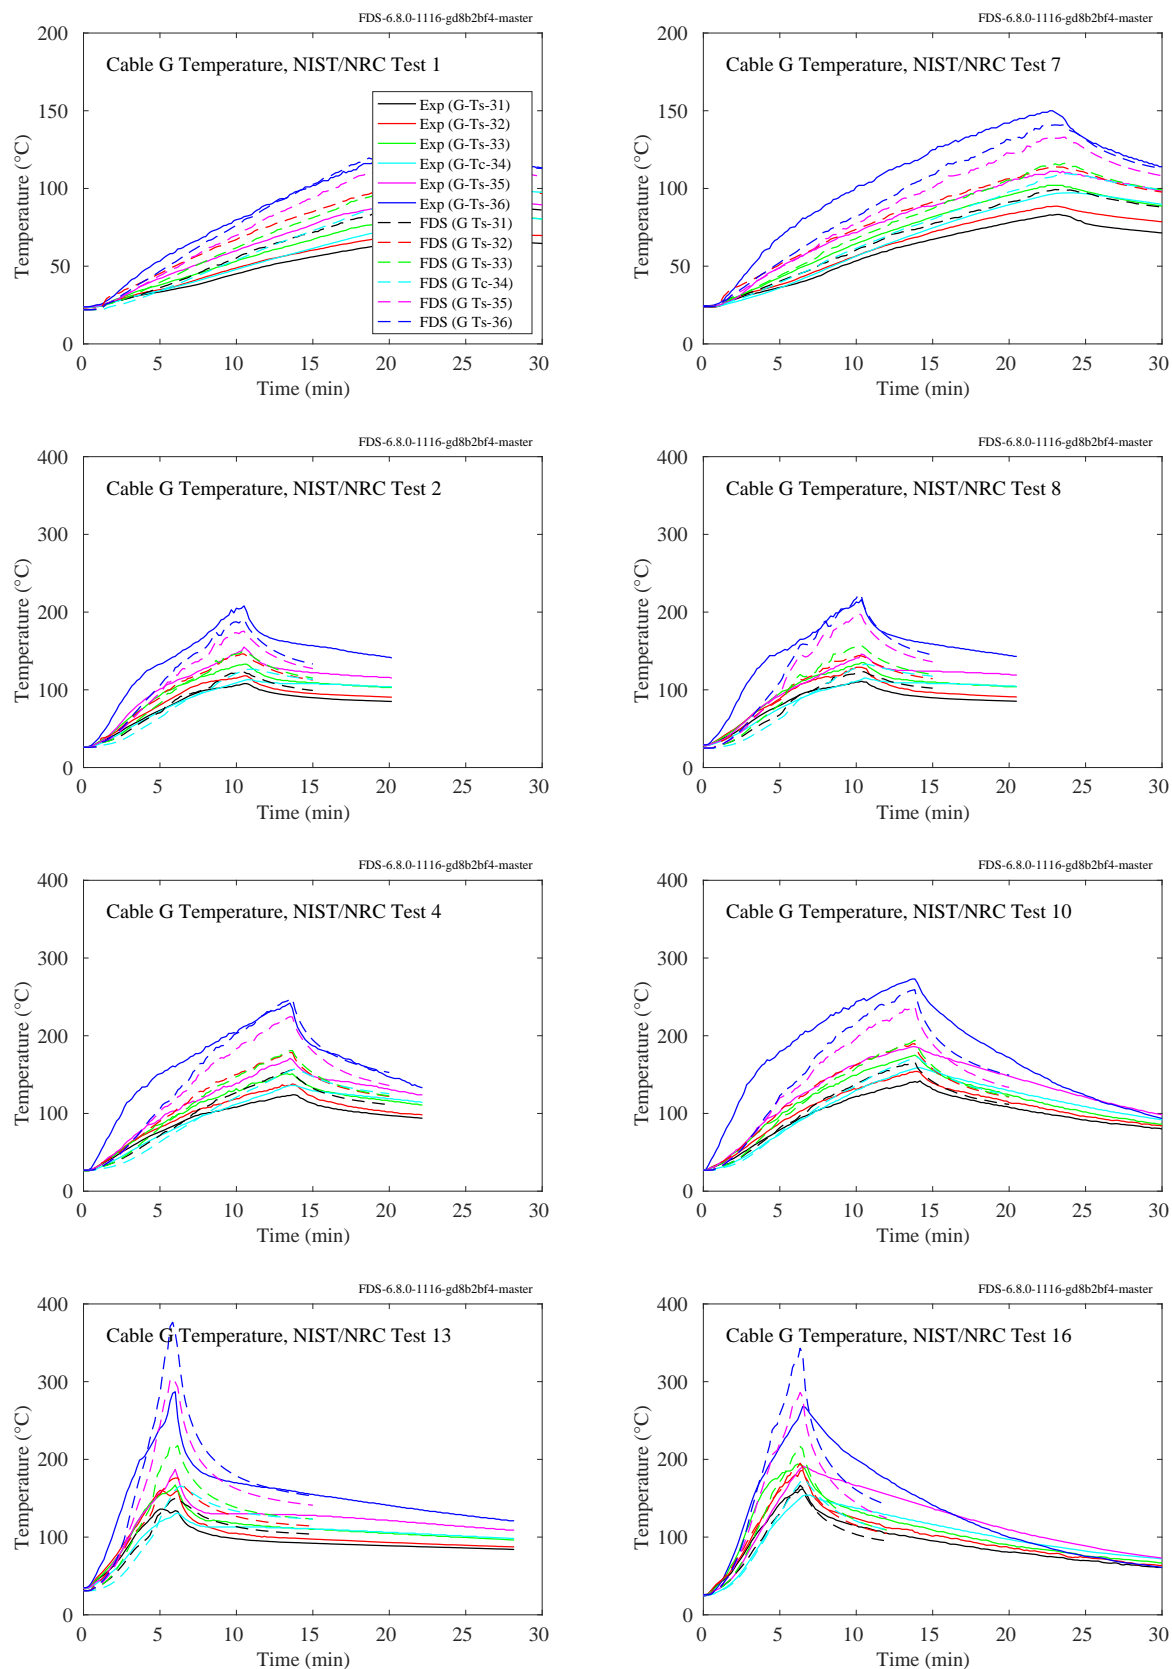 FDS-6.8.0-1116-gd8b2bf4-master
Cable G Temperature, NIST/NRC Test 1
200
150
100
50
0
Temperature (°C)
Exp (G-Ts-31)
Exp (G-Ts-32)
Exp (G-Ts-33)
Exp (G-Tc-34)
Exp (G-Ts-35)
Exp (G-Ts-36)
FDS (G Ts-31)
FDS (G Ts-32)
FDS (G Ts-33)
FDS (G Tc-34)
FDS (G Ts-35)
FDS (G Ts-36)
0 5 10 15 20 25 30
Time (min)
FDS-6.8.0-1116-gd8b2bf4-master
Cable G Temperature, NIST/NRC Test 7
200
150
100
50
0
Temperature (°C)
0 5 10 15 20 25 30
Time (min)
FDS-6.8.0-1116-gd8b2bf4-master
Cable G Temperature, NIST/NRC Test 2
400
300
200
100
0
Temperature (°C)
0 5 10 15 20 25 30
Time (min)
FDS-6.8.0-1116-gd8b2bf4-master
Cable G Temperature, NIST/NRC Test 8
400
300
200
100
0
Temperature (°C)
0 5 10 15 20 25 30
Time (min)
FDS-6.8.0-1116-gd8b2bf4-master
Cable G Temperature, NIST/NRC Test 4
400
300
200
100
0
Temperature (°C)
0 5 10 15 20 25 30
Time (min)
FDS-6.8.0-1116-gd8b2bf4-master
Cable G Temperature, NIST/NRC Test 10
400
300
200
100
0
Temperature (°C)
0 5 10 15 20 25 30
Time (min)
FDS-6.8.0-1116-gd8b2bf4-master
Cable G Temperature, NIST/NRC Test 13
400
300
200
100
0
Temperature (°C)
0 5 10 15 20 25 30
Time (min)
FDS-6.8.0-1116-gd8b2bf4-master
Cable G Temperature, NIST/NRC Test 16
400
300
200
100
0
Temperature (°C)
0 5 10 15 20 25 30
Time (min)